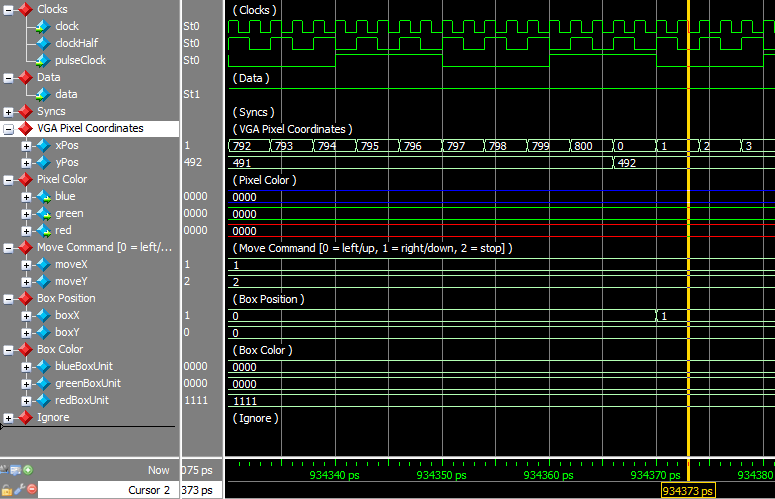 Clocks ( Clocks )
clock St0
clockHalf St0
pulseClock St0
Data ( Data )
data St1
Syncs ( Syncs )
VGA Pixel Coordinates ( VGA Pixel Coordinates )
xPos 1 792 793 794 795 796 797 798 799 800 0 1 2 3
yPos 492 491 492
Pixel Color ( Pixel Color )
blue 0000 0000
green 0000 0000
red 0000 0000
Move Command [0 = left/... ( Move Command [0 = left/up, 1 = right/down, 2 = stop] )
moveX 1 1
moveY 2 2
Box Position ( Box Position )
boxX 1 0 1
boxY 0 0
Box Color ( Box Color )
blueBoxUnit 0000 0000
greenBoxUnit 0000 0000
redBoxUnit 1111 1111
Ignore ( Ignore )
Now 075 ps 934340 ps 934350 ps 934360 ps 934370 ps 934380 ps
Cursor 2 373 ps 934373 ps